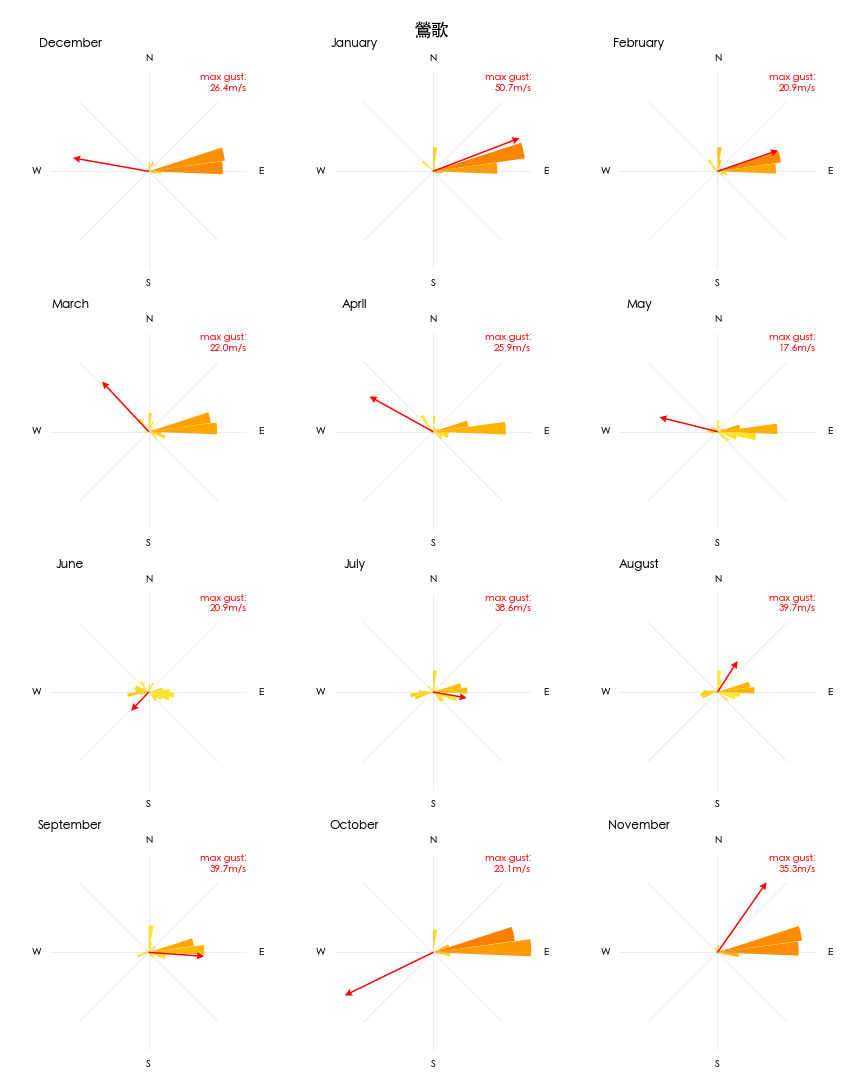 鶯歌
December
N
max gust:
26.4m/s
W
E
S
January
N
max gust:
50.7m/s
W
E
S
February
N
max gust:
20.9m/s
W
E
S
March
N
max gust:
22.0m/s
W
E
S
April
N
max gust:
25.9m/s
W
E
S
May
N
max gust:
17.6m/s
W
E
S
June
N
max gust:
20.9m/s
W
E
S
July
N
max gust:
38.6m/s
W
E
S
August
N
max gust:
39.7m/s
W
E
S
September
N
max gust:
39.7m/s
W
E
S
October
N
max gust:
23.1m/s
W
E
S
November
N
max gust:
35.3m/s
W
E
S